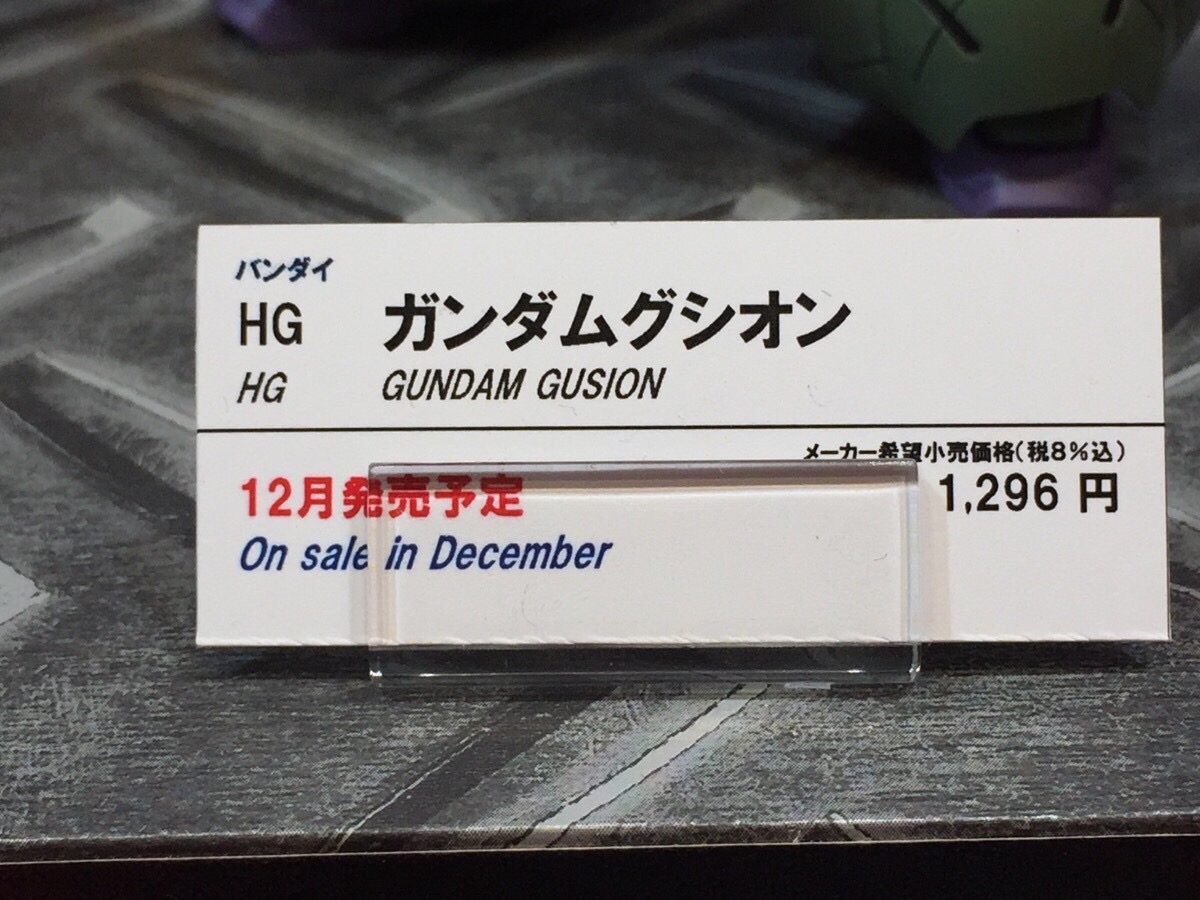 バンダイ
HG ガンダムグシオン
HG GUNDAM GUSION
メーカー希望小売価格(税8%込)
12月発売予定 1,296 円
On sale in December